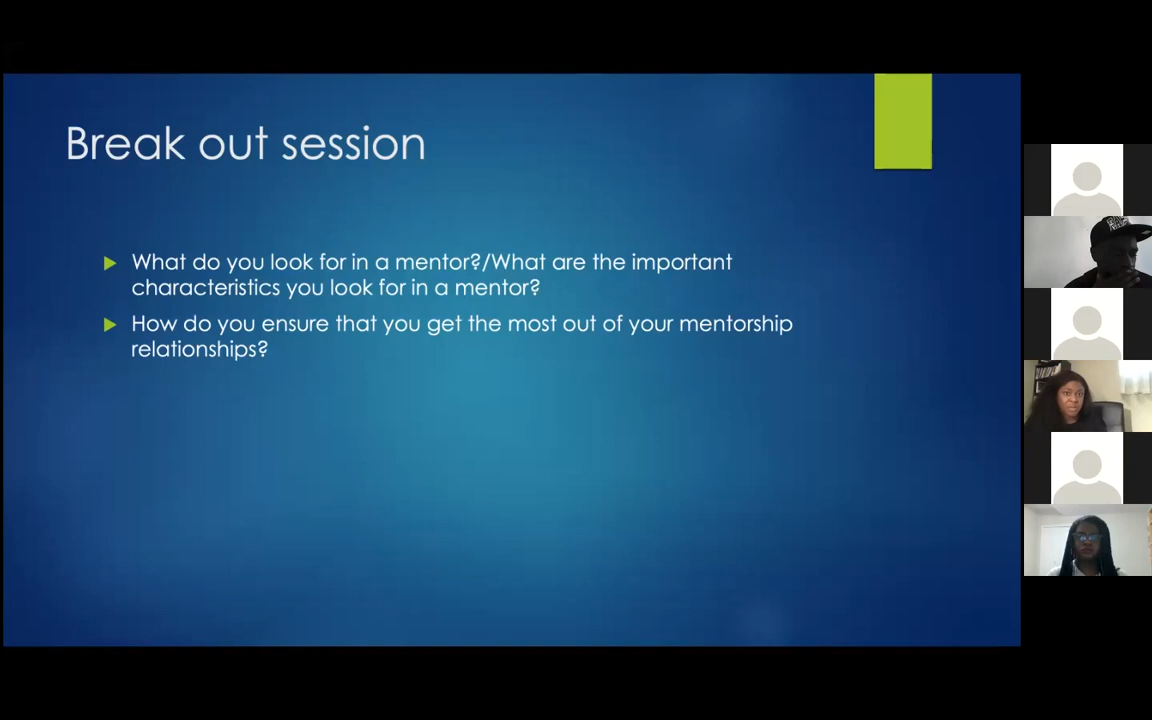 Break out session
What do you look for in a mentor?/What are the important
characteristics you look for in a mentor?
How do you ensure that you get the most out of your mentorship
relationships?